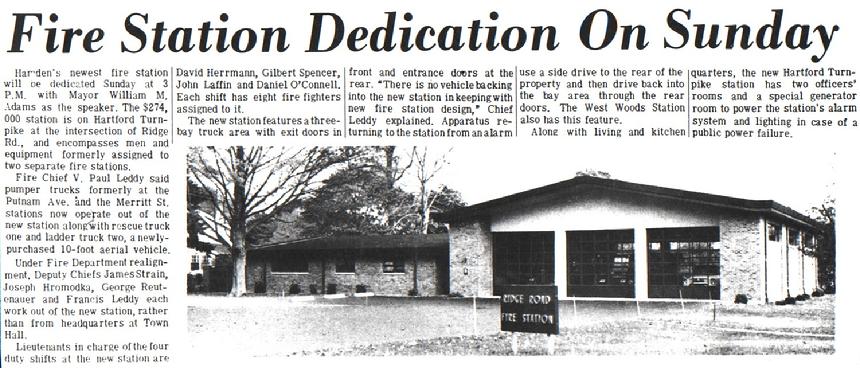 Fire Station Dedication On Sunday
Hamden's newest fire station
will be dedicated Sunday at 3
P.M. with Mayor William M.
Adams as the speaker. The $274,
000 station is on Hartford Turn-
pike at the intersection of Ridge
Rd., and encompasses men and
equipment formerly assigned to
two separate fire stations.
Fire Chief V. Paul Leddy said
pumper trucks formerly at the
Putnam Ave. and the Merritt St.
stations now operate out of the
new station along with rescue truck
one and ladder truck two, a newly-
purchased 10-foot aerial vehicle.
Under Fire Department realign-
ment, Deputy Chiefs James Strain,
Joseph Hromodka, George Reut-
enauer and Francis Leddy each
work out of the new station, rather
than from headquarters at Town
Hall.
Lieutenants in charge of the four
duty shifts at the new station are
David Herrmann, Gilbert Spencer,
John Laffin and Daniel O'Connell.
Each shift has eight fire fighters
assigned to it.
The new station features a three-
bay truck area with exit doors in
front and entrance doors at the
rear. "There is no vehicle backing
into the new station in keeping with
new fire station design," Chief
Leddy explained. Apparatus re-
turning to the station from an alarm
use a side drive to the rear of the
property and then drive back into
the bay area through the rear
doors. The West Woods Station
also has this feature.
Along with living and kitchen
quarters, the new Hartford Turn-
pike station has two officers'
rooms and a special generator
room to power the station's alarm
system and lighting in case of a
public power failure.
RIDGE ROAD
FIRE STATION